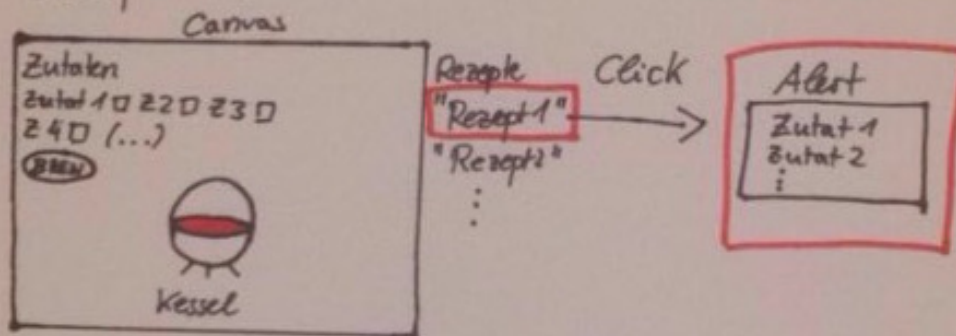 Canvas
Zutaten
Zutat 1 Z2 Z3
Z4 (...)
BREW
Kessel
Rezepte
"Rezept 1"
"Rezept 2"
Click
Alert
Zutat 1
Zutat 2